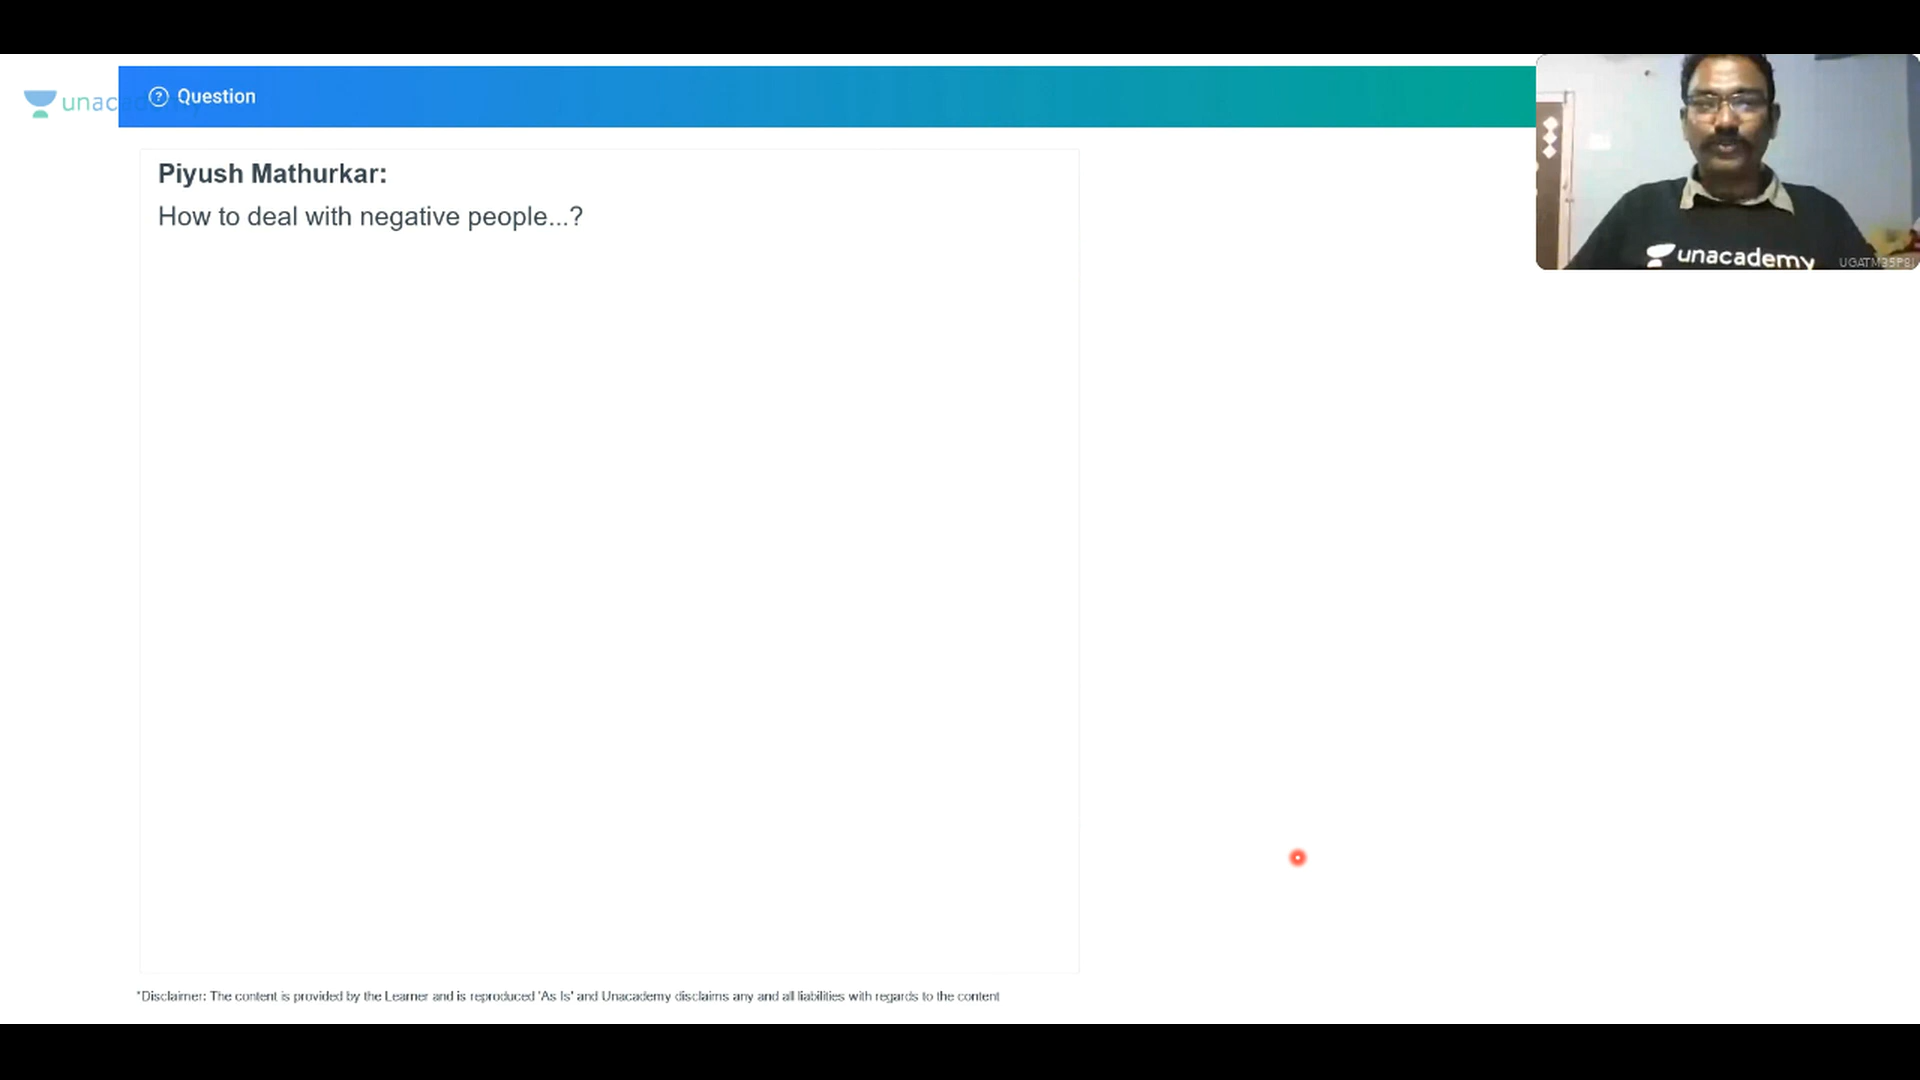 unac
Question
Piyush Mathurkar:
How to deal with negative people...?
unacademy
*Disclaimer: The content is provided by the Learner and is reproduced 'As Is' and Unacademy disclaims any and all liabilities with regards to the content